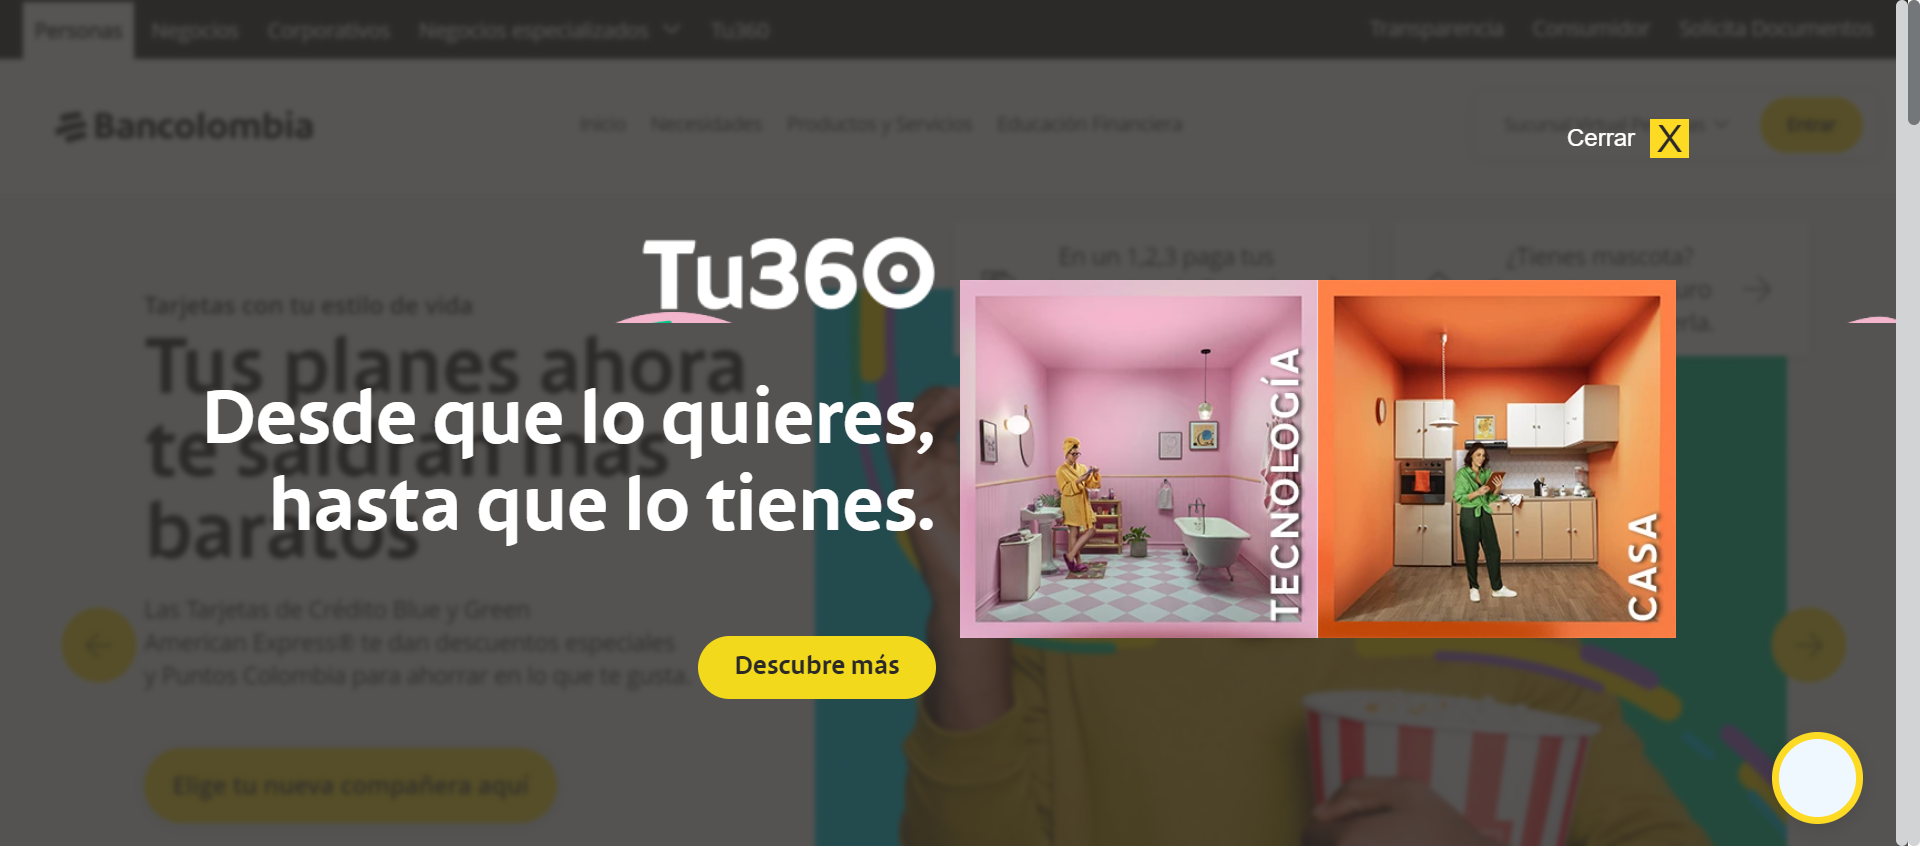 Personas Negocios Corporativos Negocios especializados Tu360 Transparencia Consumidor Solicita Documentos
Bancolombia
Inicio Necesidades Productos y Servicios Educación Financiera
Sucursal Virtual
Entrar
Cerrar X
Tu360
En un 1,2,3 paga tus
¿Tienes mascota?
Tarjetas con tu estilo de vida
Tus planes ahora
te saldrán más
baratos
Desde que lo quieres,
hasta que lo tienes.
TECNOLOGÍA
CASA
Las Tarjetas de Crédito Blue y Green
American Express® te dan descuentos especiales
y Puntos Colombia para ahorrar en lo que te gusta.
Descubre más
Elige tu nueva compañera aquí